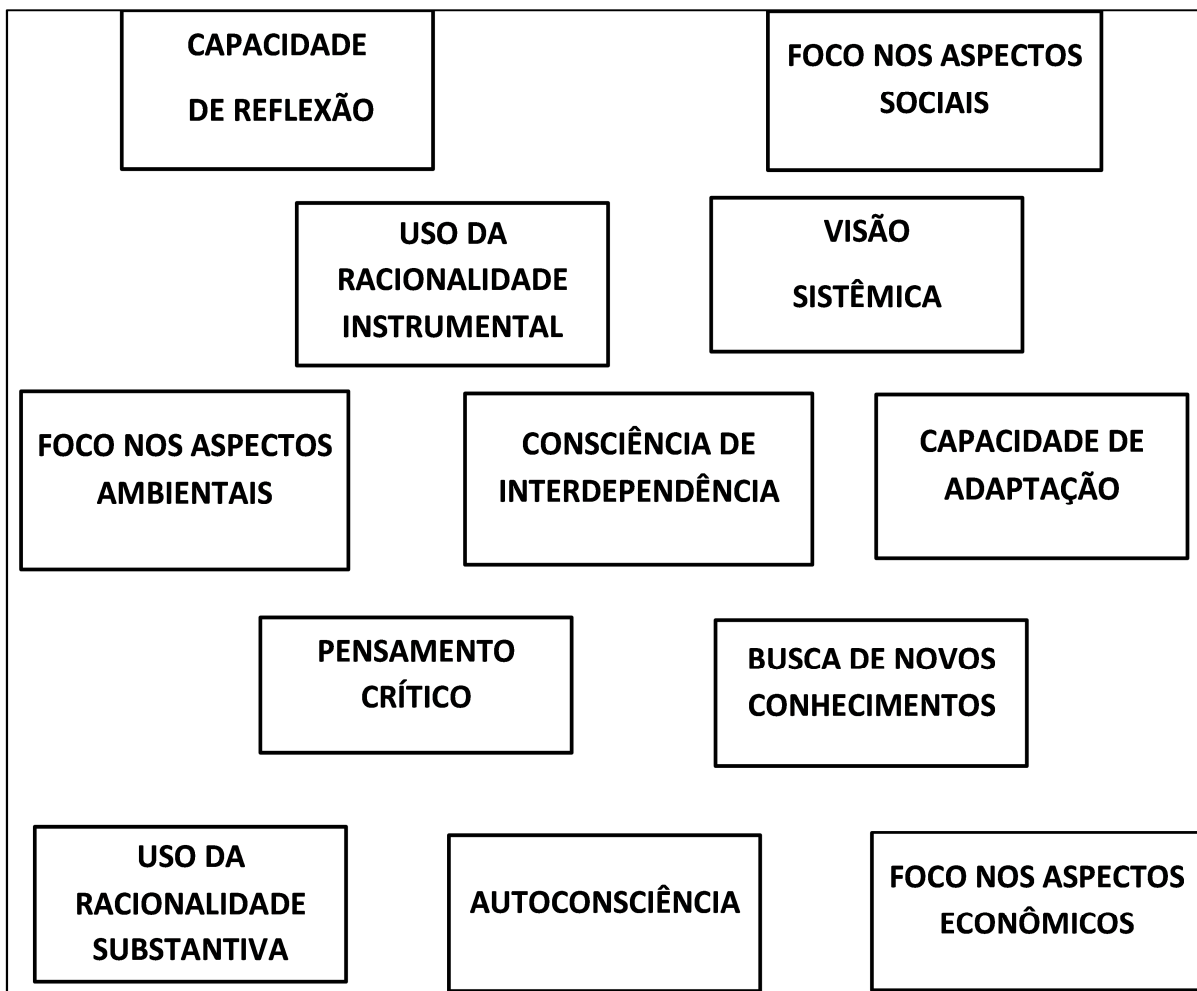 CAPACIDADE
DE REFLEXÃO
FOCO NOS ASPECTOS
SOCIAIS
USO DA
RACIONALIDADE
INSTRUMENTAL
VISÃO
SISTÊMICA
FOCO NOS ASPECTOS
AMBIENTAIS
CONSCIÊNCIA DE
INTERDEPENDÊNCIA
CAPACIDADE DE
ADAPTAÇÃO
PENSAMENTO
CRÍTICO
BUSCA DE NOVOS
CONHECIMENTOS
USO DA
RACIONALIDADE
SUBSTANTIVA
AUTOCONSCIÊNCIA
FOCO NOS ASPECTOS
ECONÔMICOS